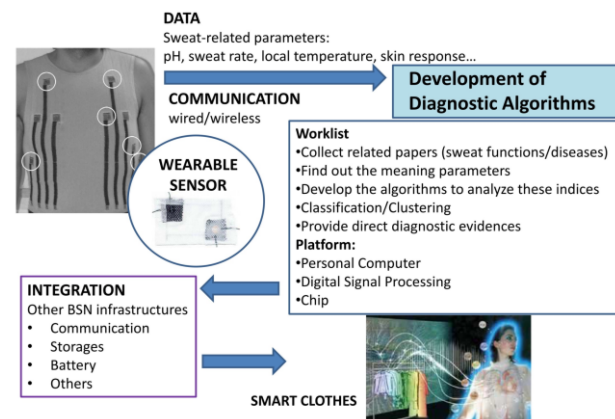 DATA
Sweat-related parameters:
pH, sweat rate, local temperature, skin response…
COMMUNICATION
wired/wireless
Development of
Diagnostic Algorithms
WEARABLE
SENSOR
Worklist
•Collect related papers (sweat functions/diseases)
•Find out the meaning parameters
•Develop the algorithms to analyze these indices
•Classification/Clustering
•Provide direct diagnostic evidences
Platform:
•Personal Computer
•Digital Signal Processing
•Chip
INTEGRATION
Other BSN infrastructures
• Communication
• Storages
• Battery
• Others
SMART CLOTHES